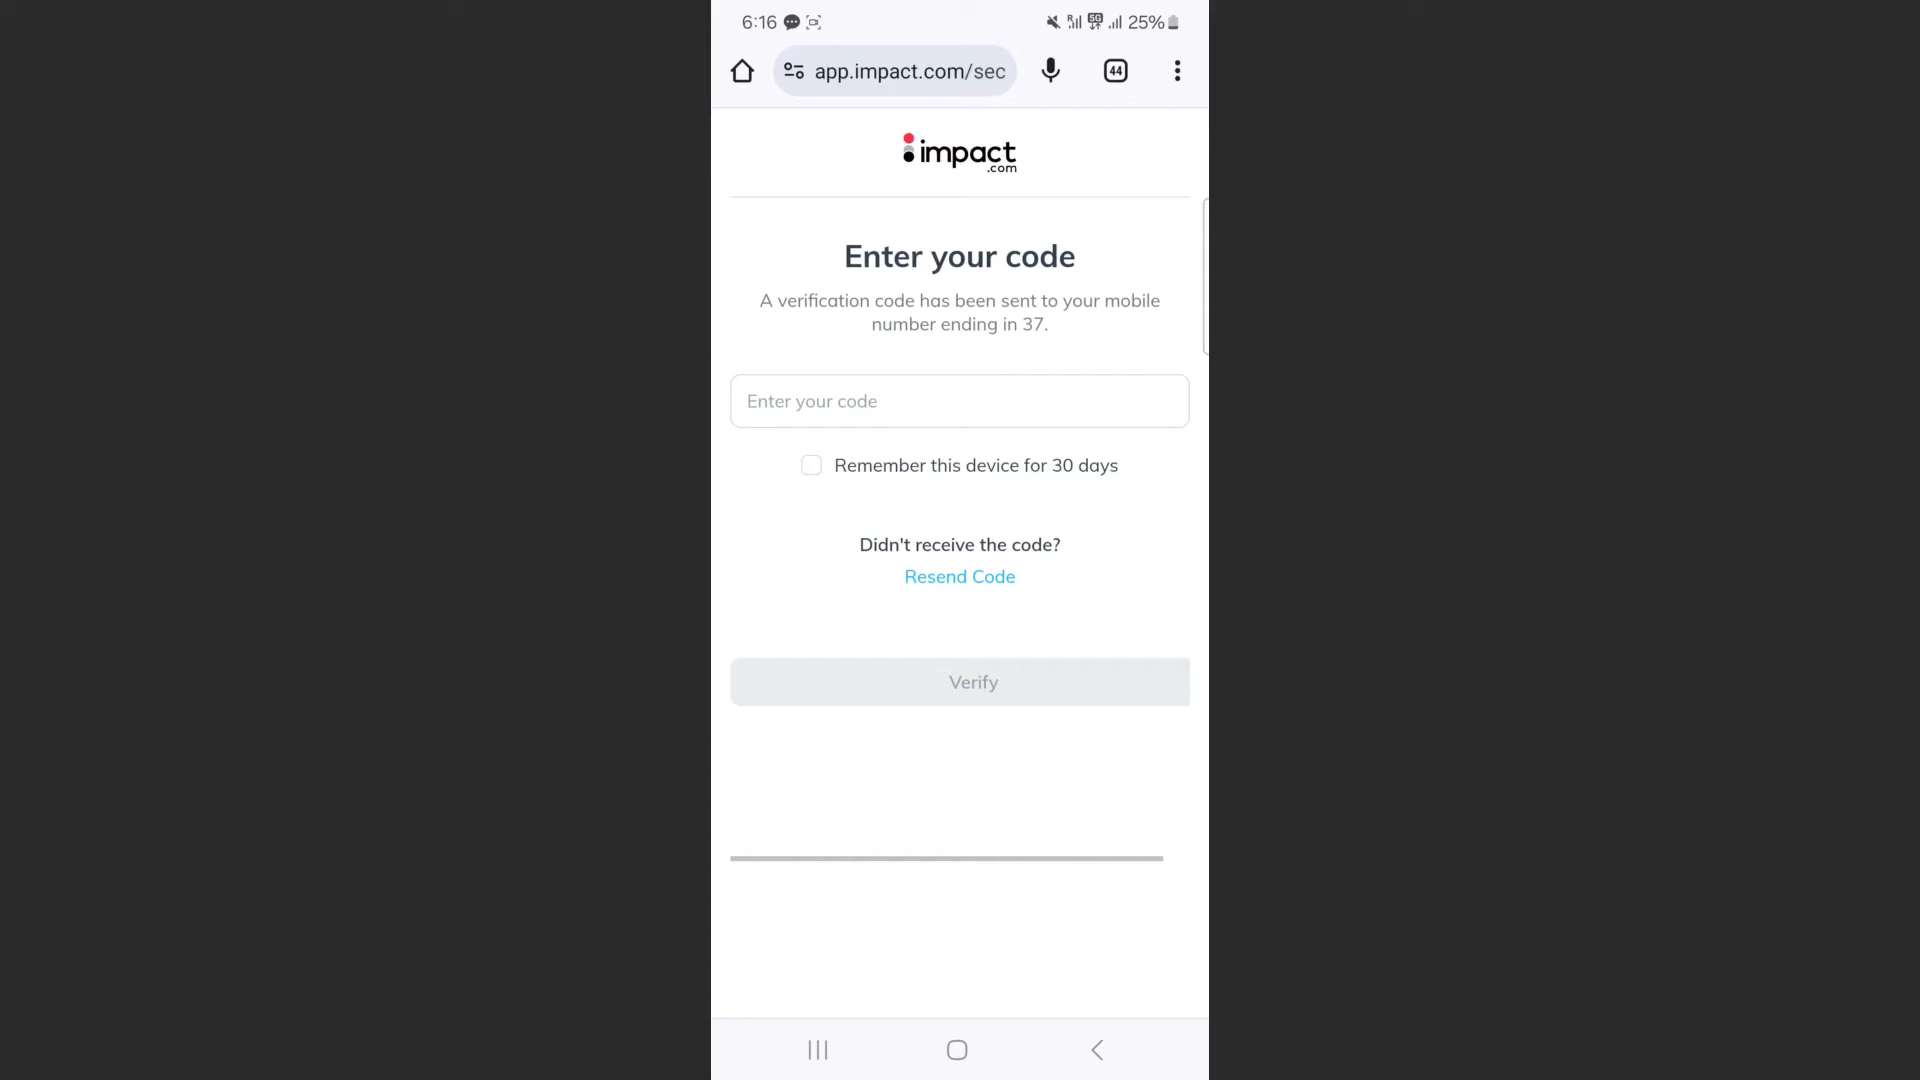 6:16
25%
app.impact.com/sec
44
impact
.com
Enter your code
A verification code has been sent to your mobile
number ending in 37.
Enter your code
Remember this device for 30 days
Didn't receive the code?
Resend Code
Verify